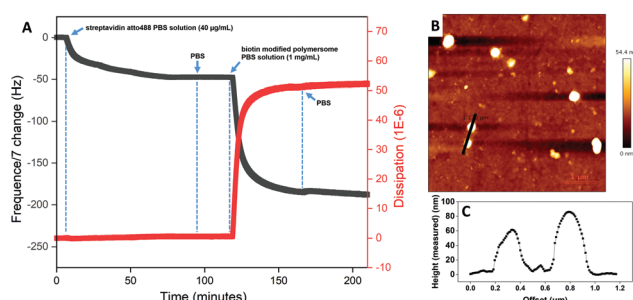 A
streptavidin atto488 PBS solution (40 µg/mL)
PBS
biotin modified polymersome
PBS solution (1 mg/mL)
PBS
0
-50
-100
-150
-200
-250
Frequence/7 change (Hz)
0
50
100
150
200
Time (minutes)
70
60
50
40
30
20
10
0
-10
Dissipation (1E-6)
B
54.4 nm
0 nm
1 µm
C
Height (measured) (nm)
100
80
60
40
20
0
0.0 0.2 0.4 0.6 0.8 1.0 1.2
Offset (µm)